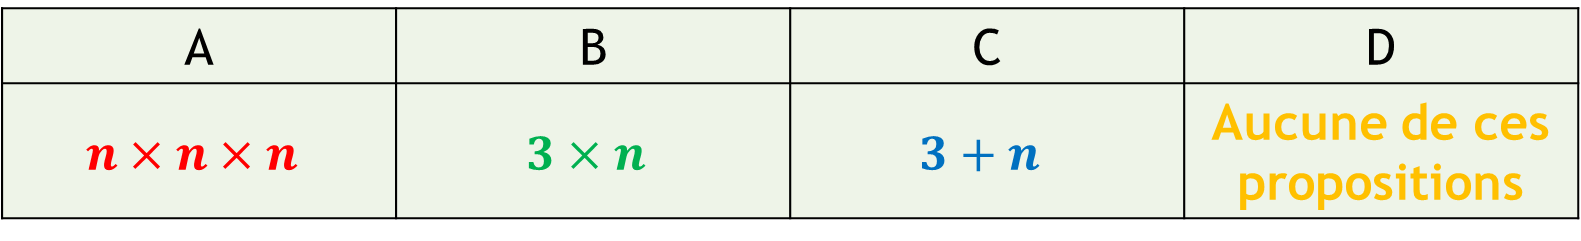 A B C D
n × n × n 3 × n 3 + n Aucune de ces
propositions